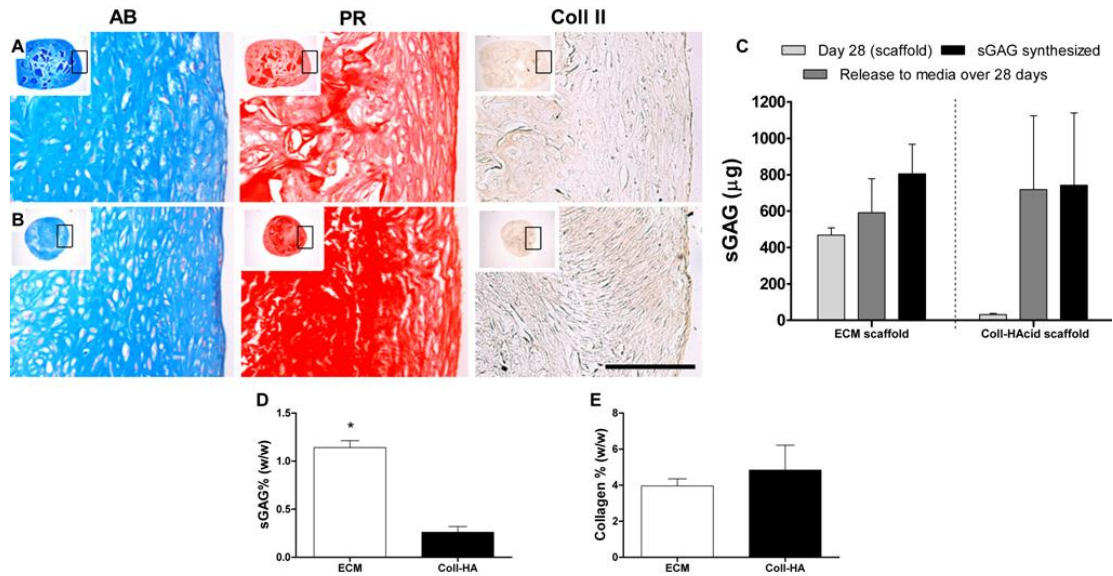 AB
PR
Coll II
A
B
C
Day 28 (scaffold)
sGAG synthesized
Release to media over 28 days
sGAG (µg)
1200
1000
800
600
400
200
0
ECM scaffold
Coll-HAcid scaffold
D
sGAG% (w/w)
1.5
*
1.0
0.5
0.0
ECM
Coll-HA
E
Collagen % (w/w)
8
6
4
2
0
ECM
Coll-HA